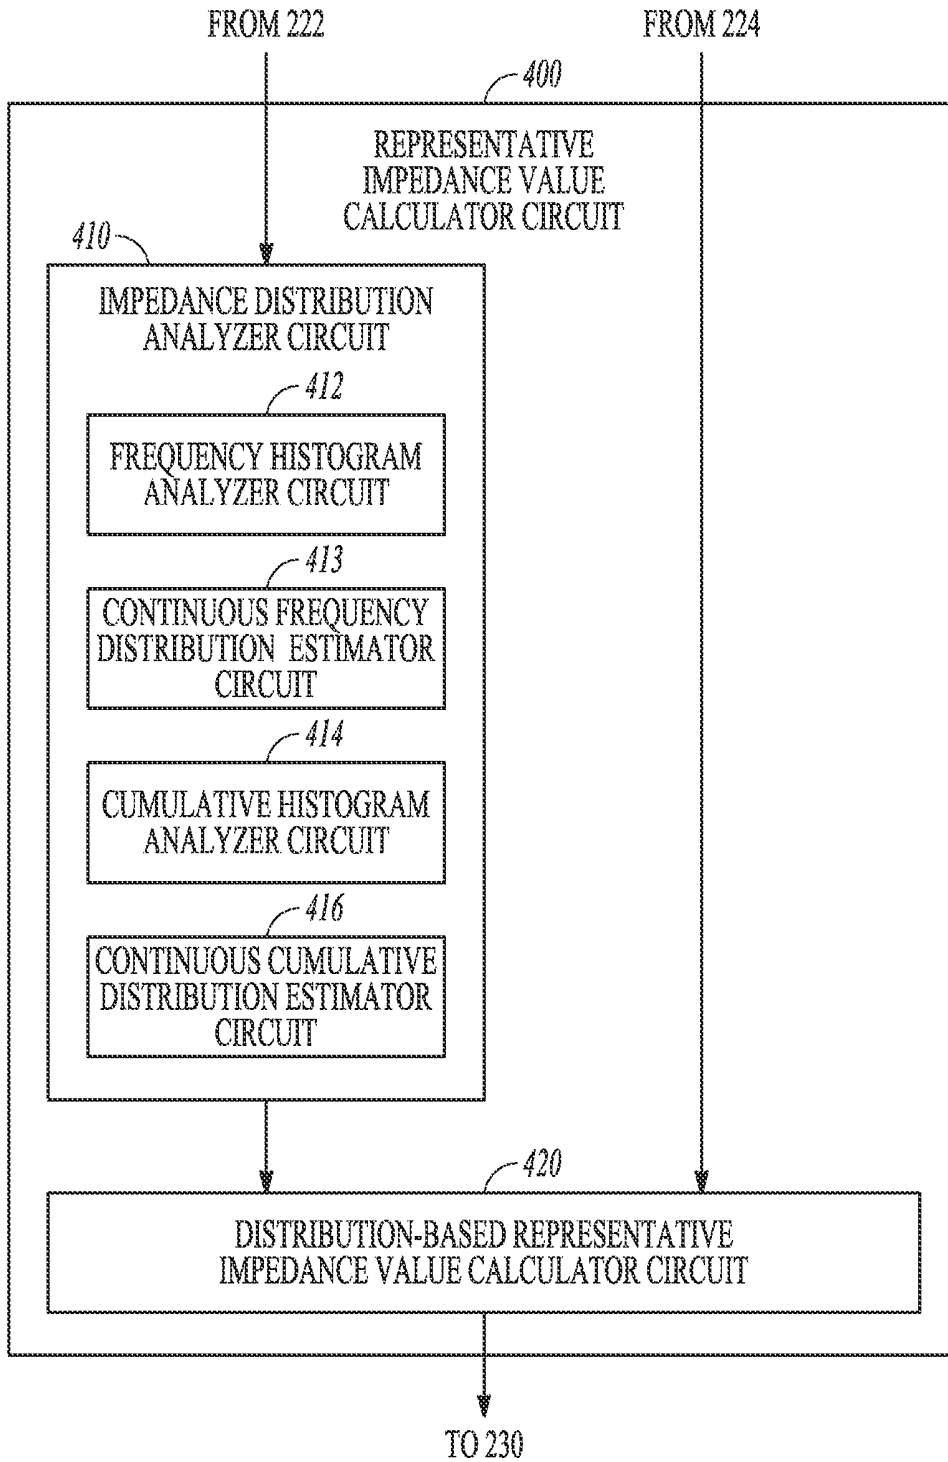 FROM 222
FROM 224
400
REPRESENTATIVE
IMPEDANCE VALUE
CALCULATOR CIRCUIT
410
IMPEDANCE DISTRIBUTION
ANALYZER CIRCUIT
412
FREQUENCY HISTOGRAM
ANALYZER CIRCUIT
413
CONTINUOUS FREQUENCY
DISTRIBUTION ESTIMATOR
CIRCUIT
414
CUMULATIVE HISTOGRAM
ANALYZER CIRCUIT
416
CONTINUOUS CUMULATIVE
DISTRIBUTION ESTIMATOR
CIRCUIT
420
DISTRIBUTION-BASED REPRESENTATIVE
IMPEDANCE VALUE CALCULATOR CIRCUIT
TO 230